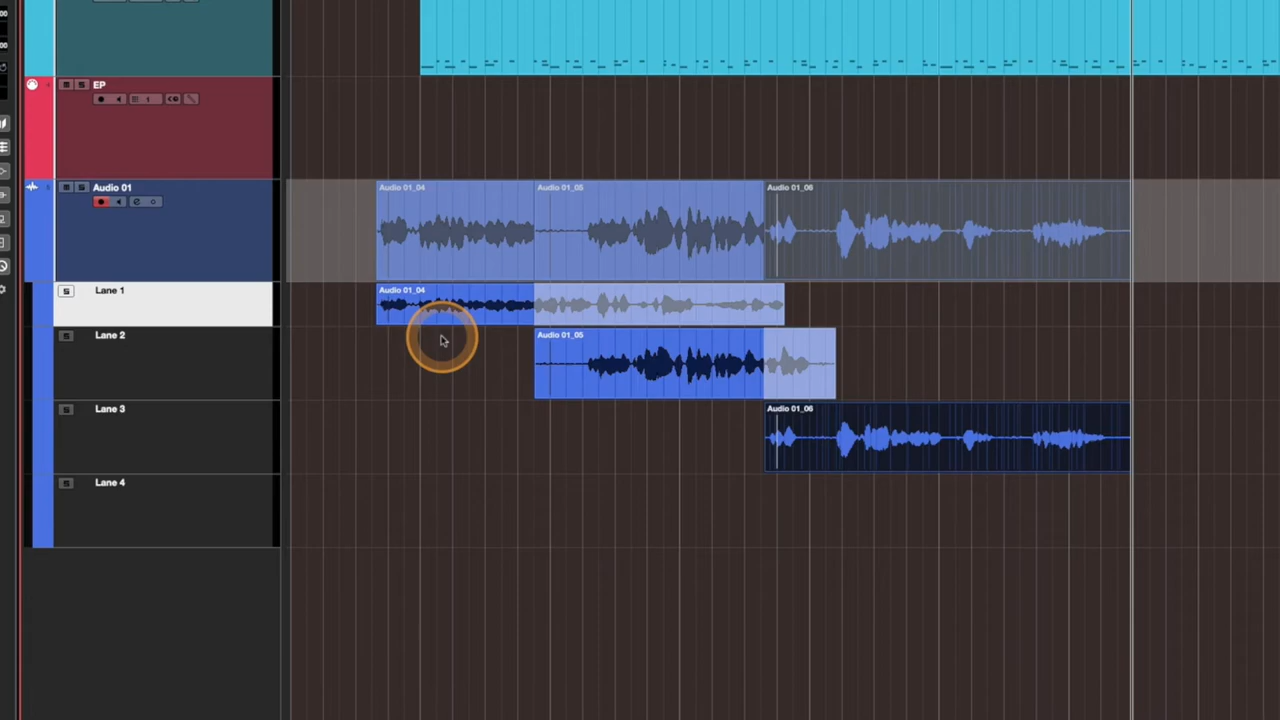 EP
Audio 01
Audio 01_04
Audio 01_05
Audio 01_06
Lane 1
Audio 01_04
Lane 2
Audio 01_05
Lane 3
Audio 01_06
Lane 4